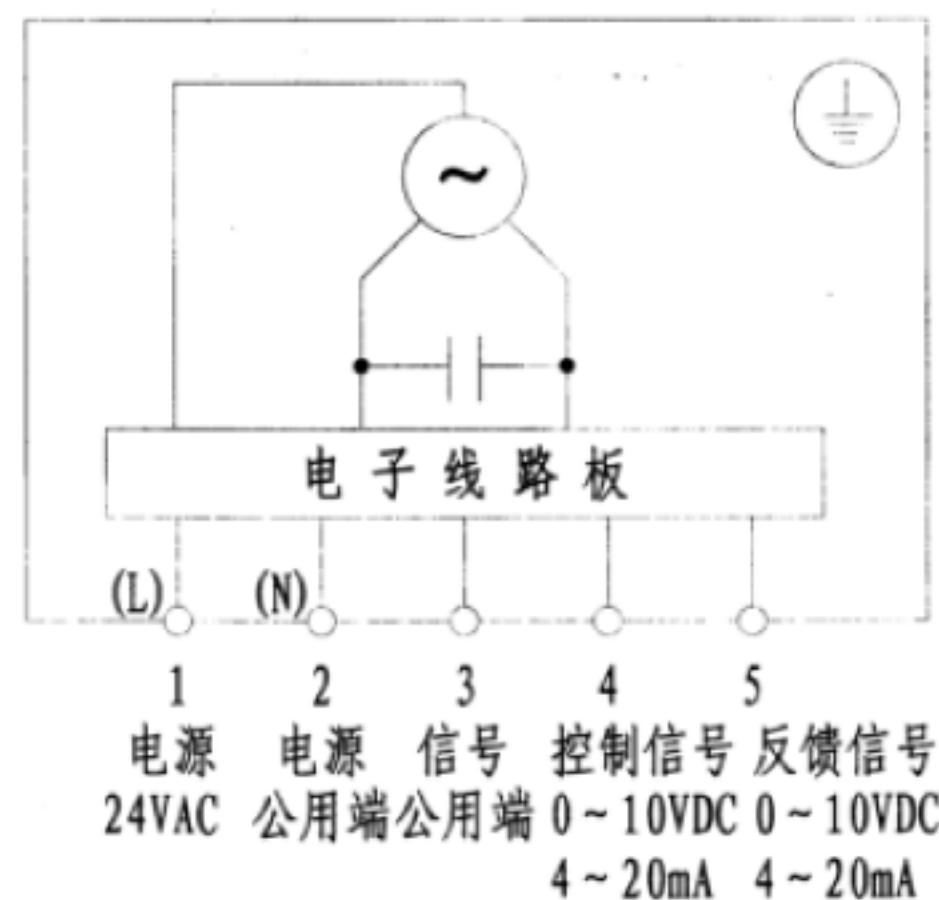 ~
电子线路板
(L) (N)
1 2 3 4 5
电源 电源 信号 控制信号 反馈信号
24VAC 公用端 公用端 0~10VDC 0~10VDC
4~20mA 4~20mA